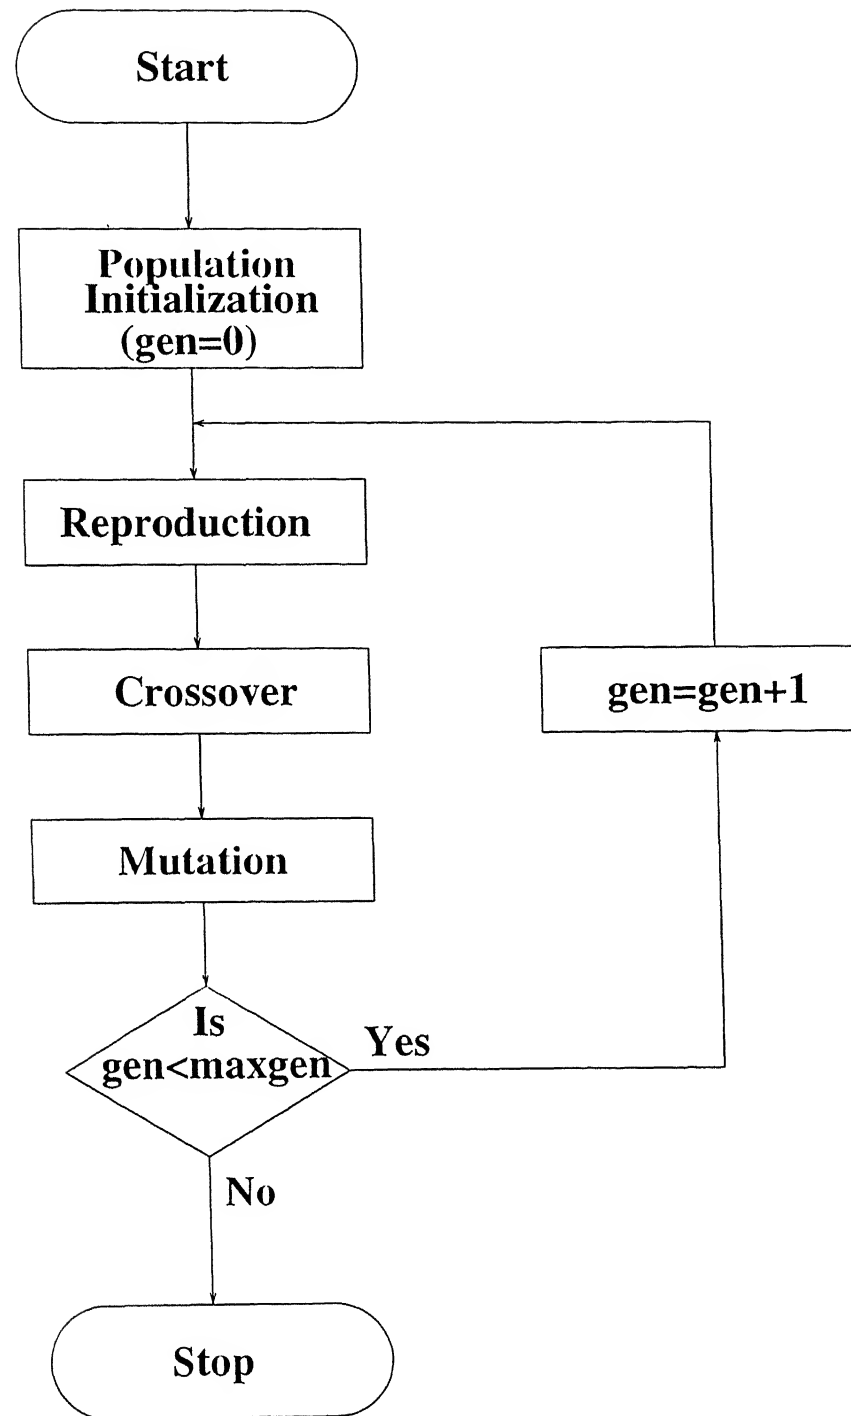 Start
Population
Initialization
(gen=0)
Reproduction
Crossover
gen=gen+1
Mutation
Is
gen<maxgen
Yes
No
Stop